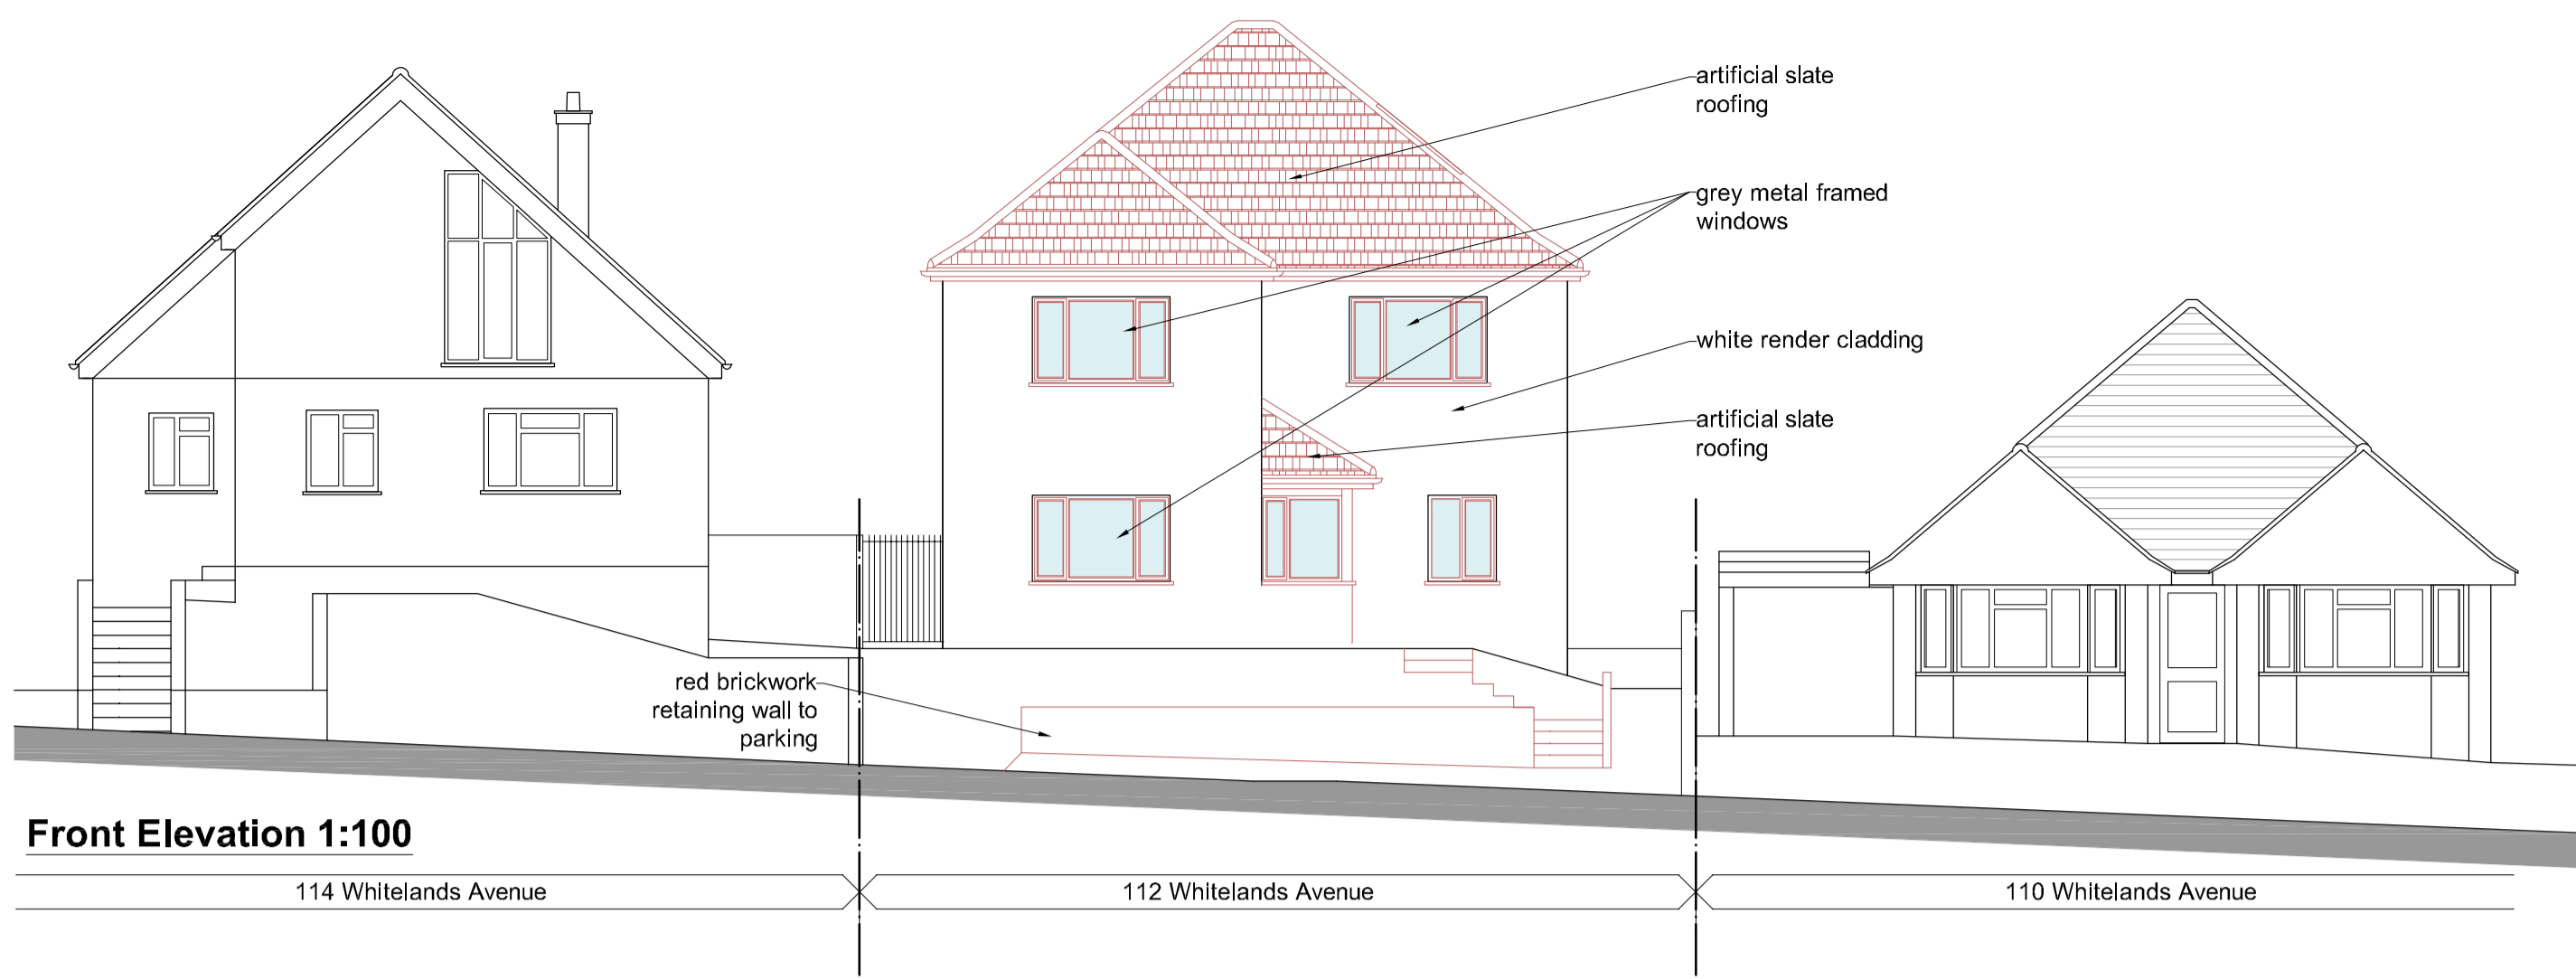 artificial slate
roofing
grey metal framed
windows
white render cladding
artificial slate
roofing
red brickwork
retaining wall to
parking
Front Elevation 1:100
114 Whitelands Avenue
112 Whitelands Avenue
110 Whitelands Avenue